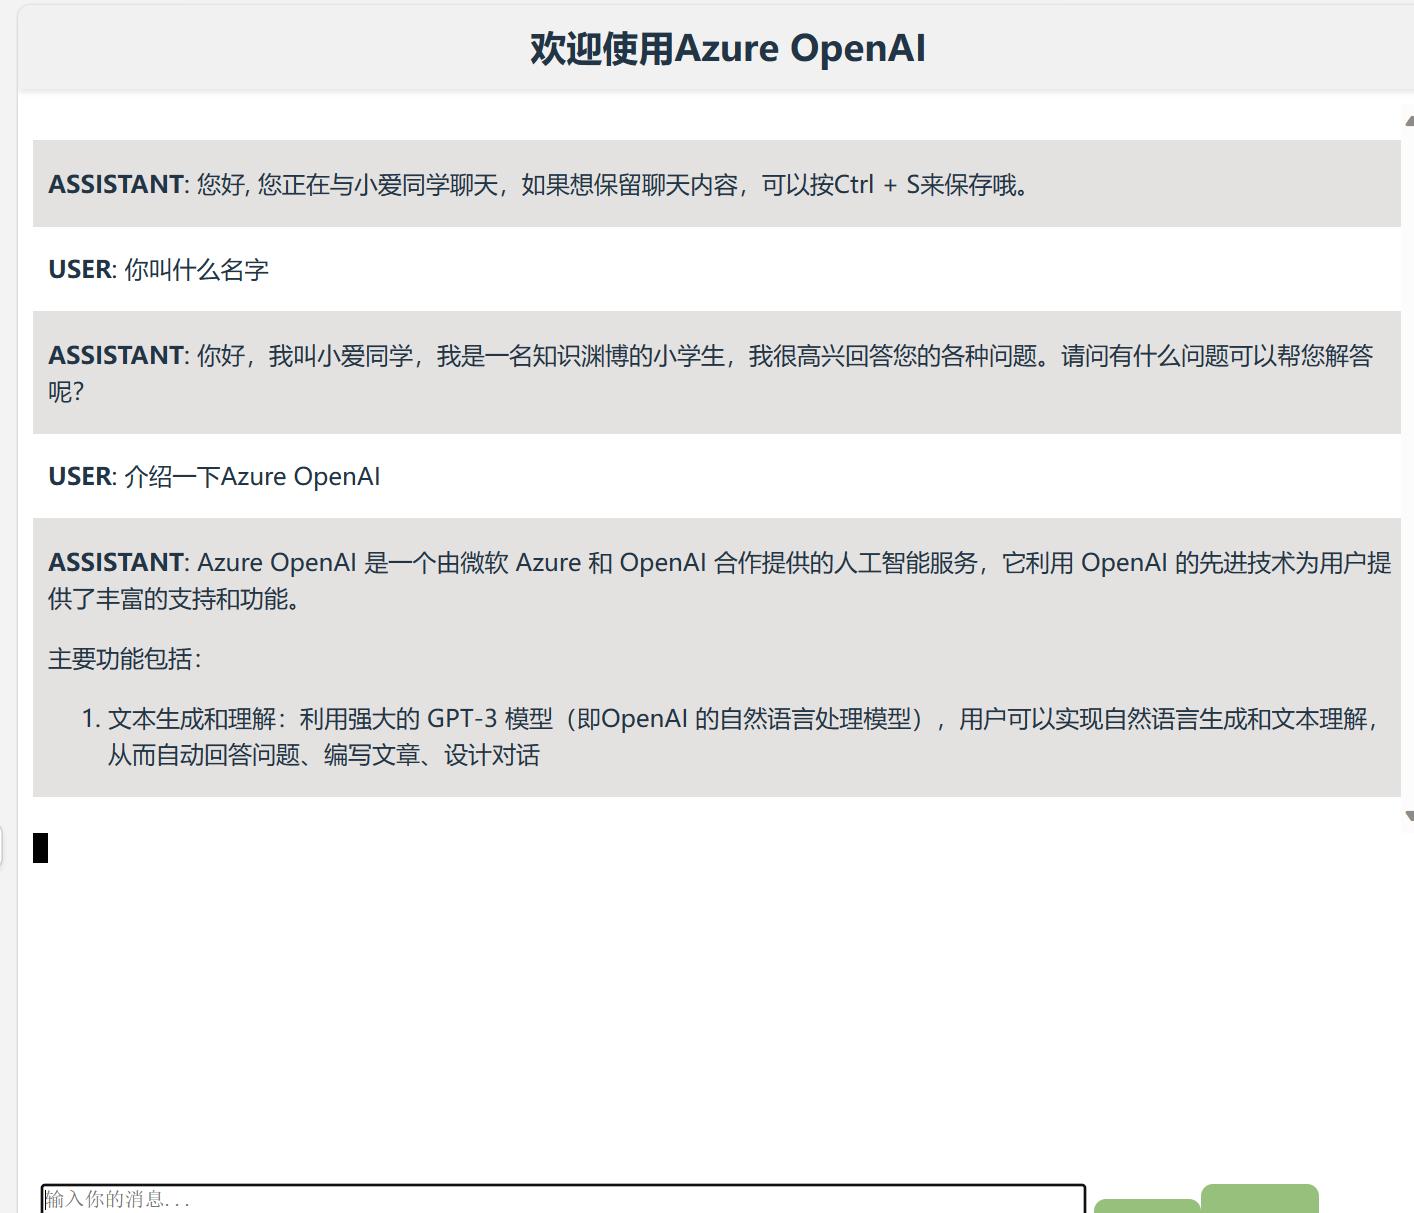 欢迎使用Azure OpenAI
ASSISTANT: 您好, 您正在与小爱同学聊天，如果想保留聊天内容，可以按Ctrl + S来保存哦。
USER: 你叫什么名字
ASSISTANT: 你好，我叫小爱同学，我是一名知识渊博的小学生，我很高兴回答您的各种问题。请问有什么问题可以帮您解答
呢？
USER: 介绍一下Azure OpenAI
ASSISTANT: Azure OpenAI 是一个由微软 Azure 和 OpenAI 合作提供的人工智能服务，它利用 OpenAI 的先进技术为用户提
供了丰富的支持和功能。
主要功能包括：
1. 文本生成和理解：利用强大的 GPT-3 模型（即OpenAI 的自然语言处理模型），用户可以实现自然语言生成和文本理解，
从而自动回答问题、编写文章、设计对话
输入你的消息...